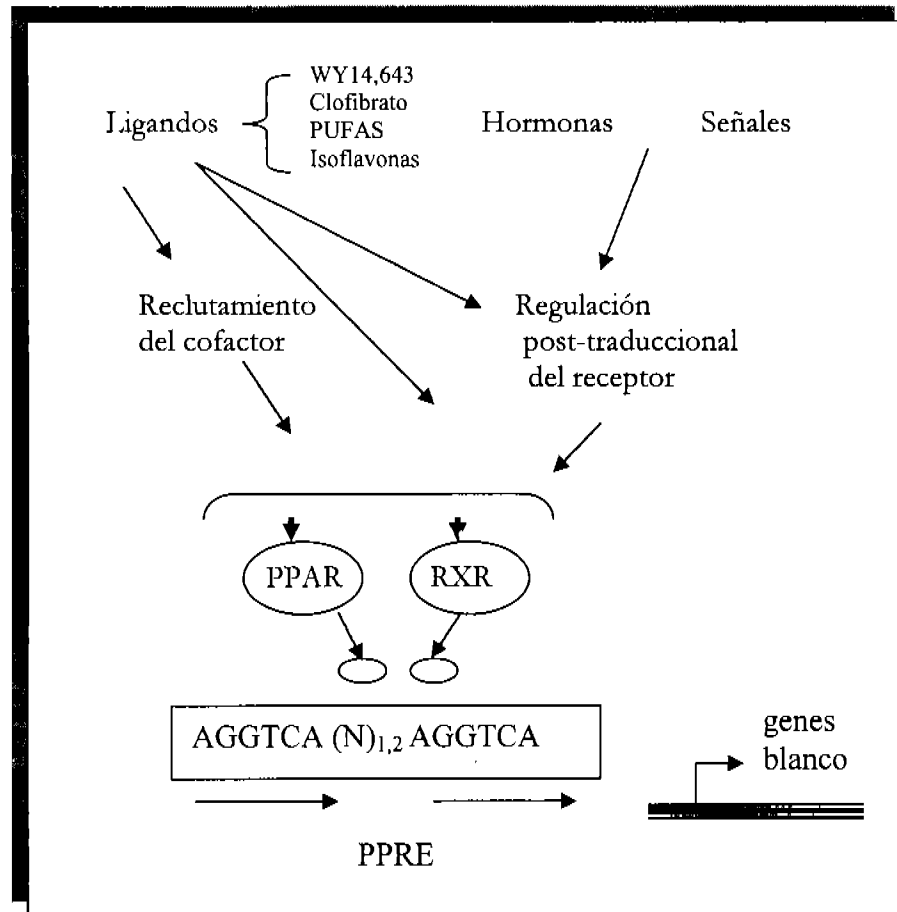 WY14,643
Clofibrato
PUFAS
Isoflavonas
Ligandos
Hormonas
Señales
Reclutamiento
del cofactor
Regulación
post-traduccional
del receptor
PPAR
RXR
AGGTCA (N)1,2 AGGTCA
genes
blanco
PPRE